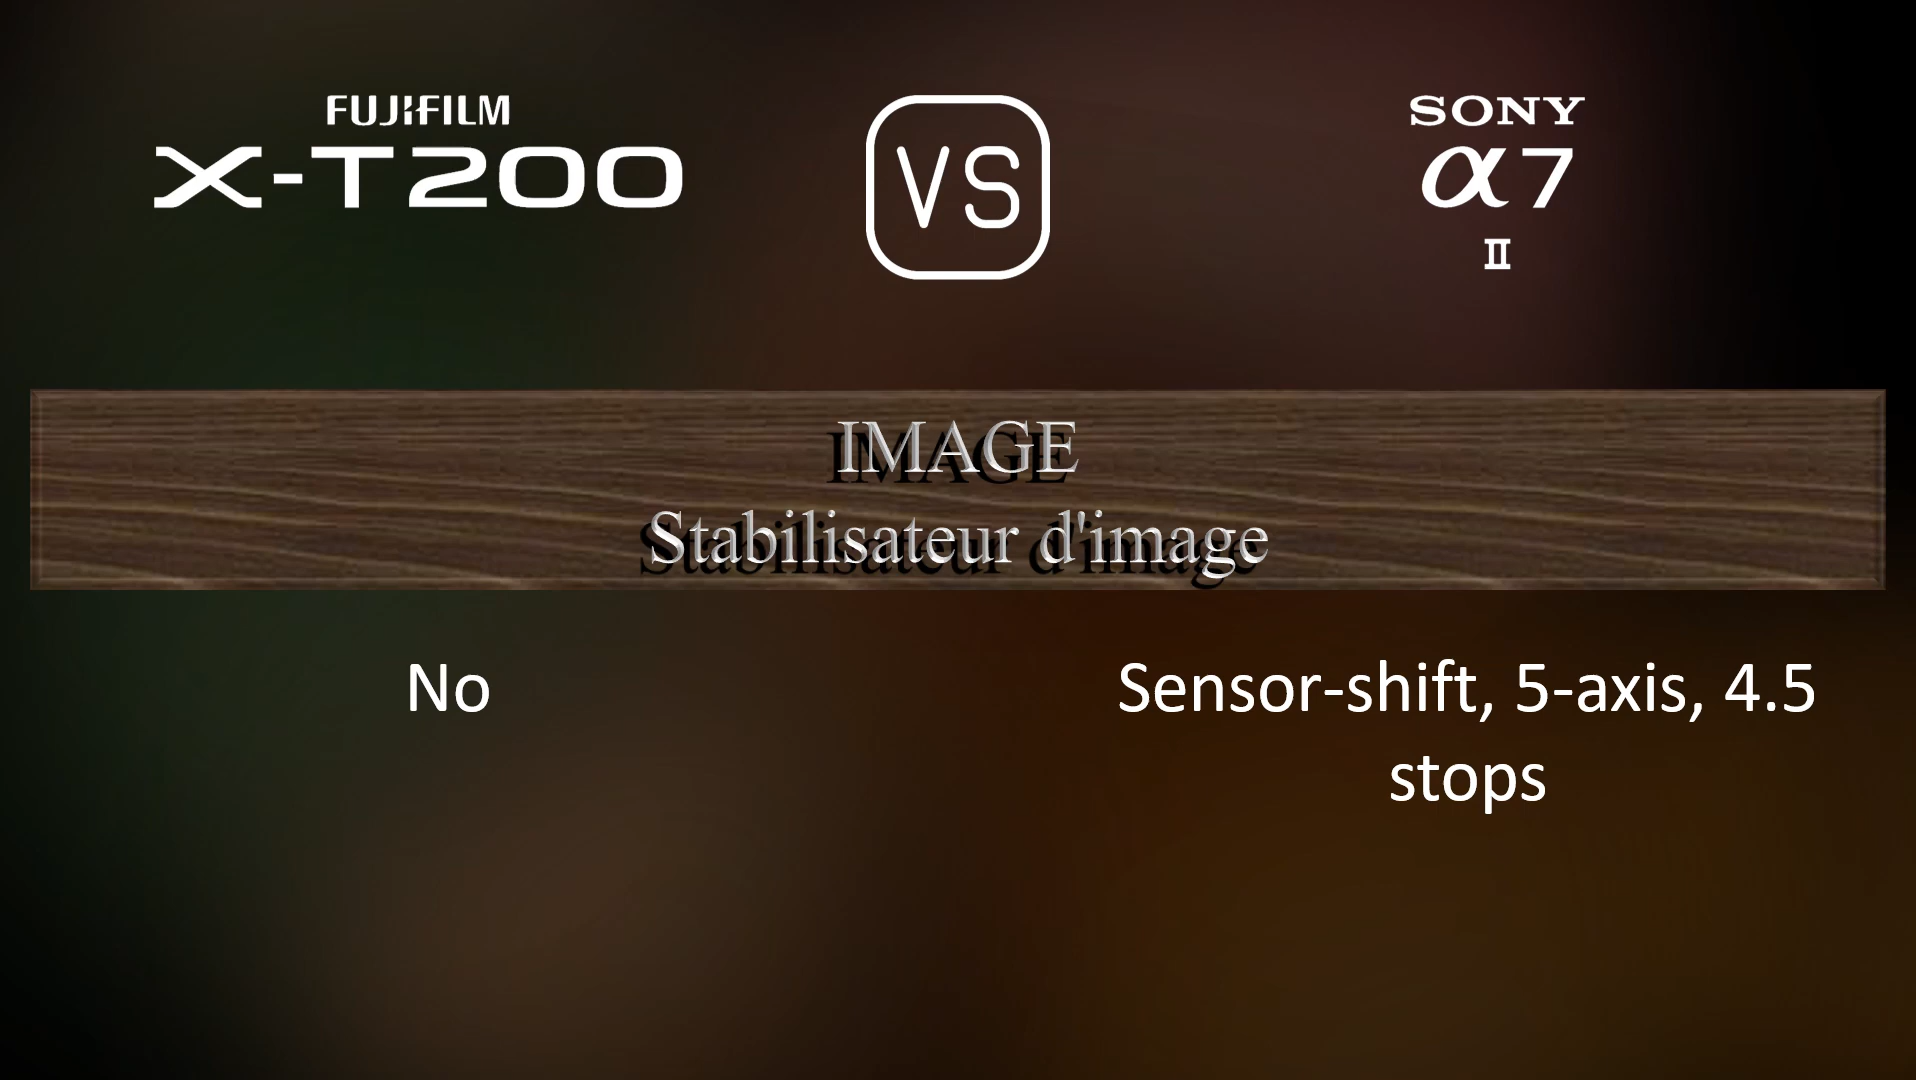 FUJIFILM
X-T200
VS
SONY
α7
II
IMAGE
Stabilisateur d'image
No
Sensor-shift, 5-axis, 4.5
stops